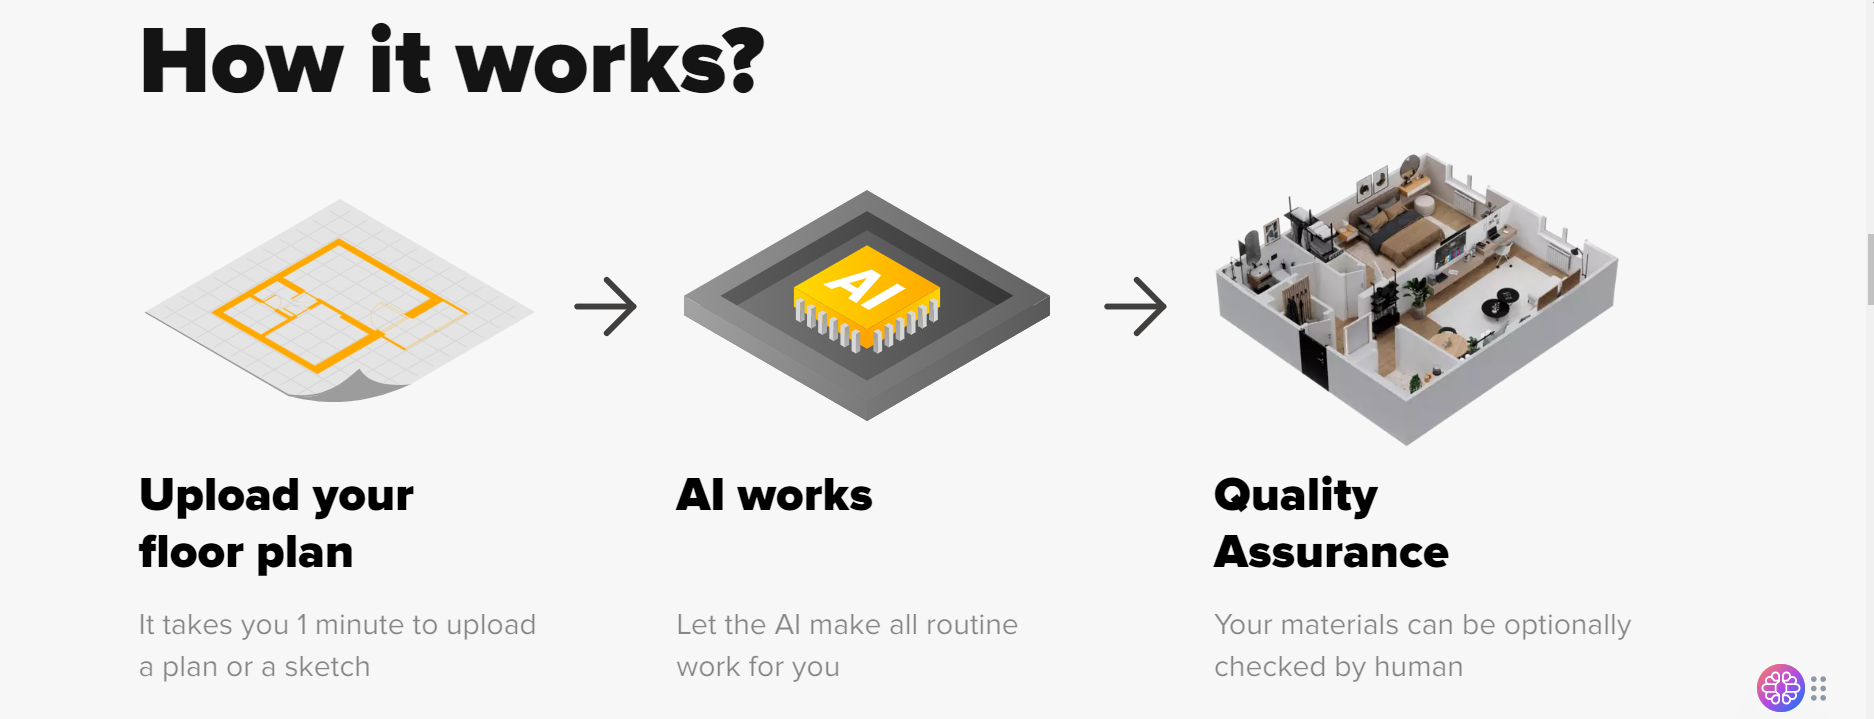 How it works?
AI
Upload your
floor plan
It takes you 1 minute to upload
a plan or a sketch
AI works
Let the AI make all routine
work for you
Quality
Assurance
Your materials can be optionally
checked by human